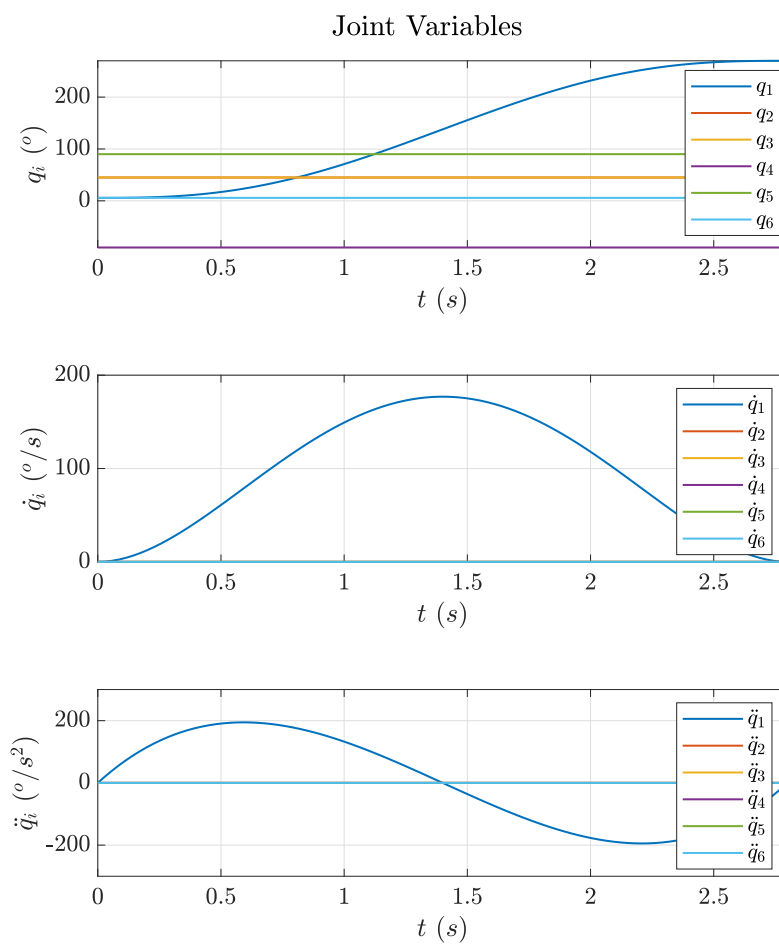 Joint Variables
200
100
0
q_i (°)
0 0.5 1 1.5 2 2.5
t (s)
q_1
q_2
q_3
q_4
q_5
q_6
200
100
0
q̇_i (°/s)
0 0.5 1 1.5 2 2.5
t (s)
q̇_1
q̇_2
q̇_3
q̇_4
q̇_5
q̇_6
200
0
-200
q̈_i (°/s²)
0 0.5 1 1.5 2 2.5
t (s)
q̈_1
q̈_2
q̈_3
q̈_4
q̈_5
q̈_6